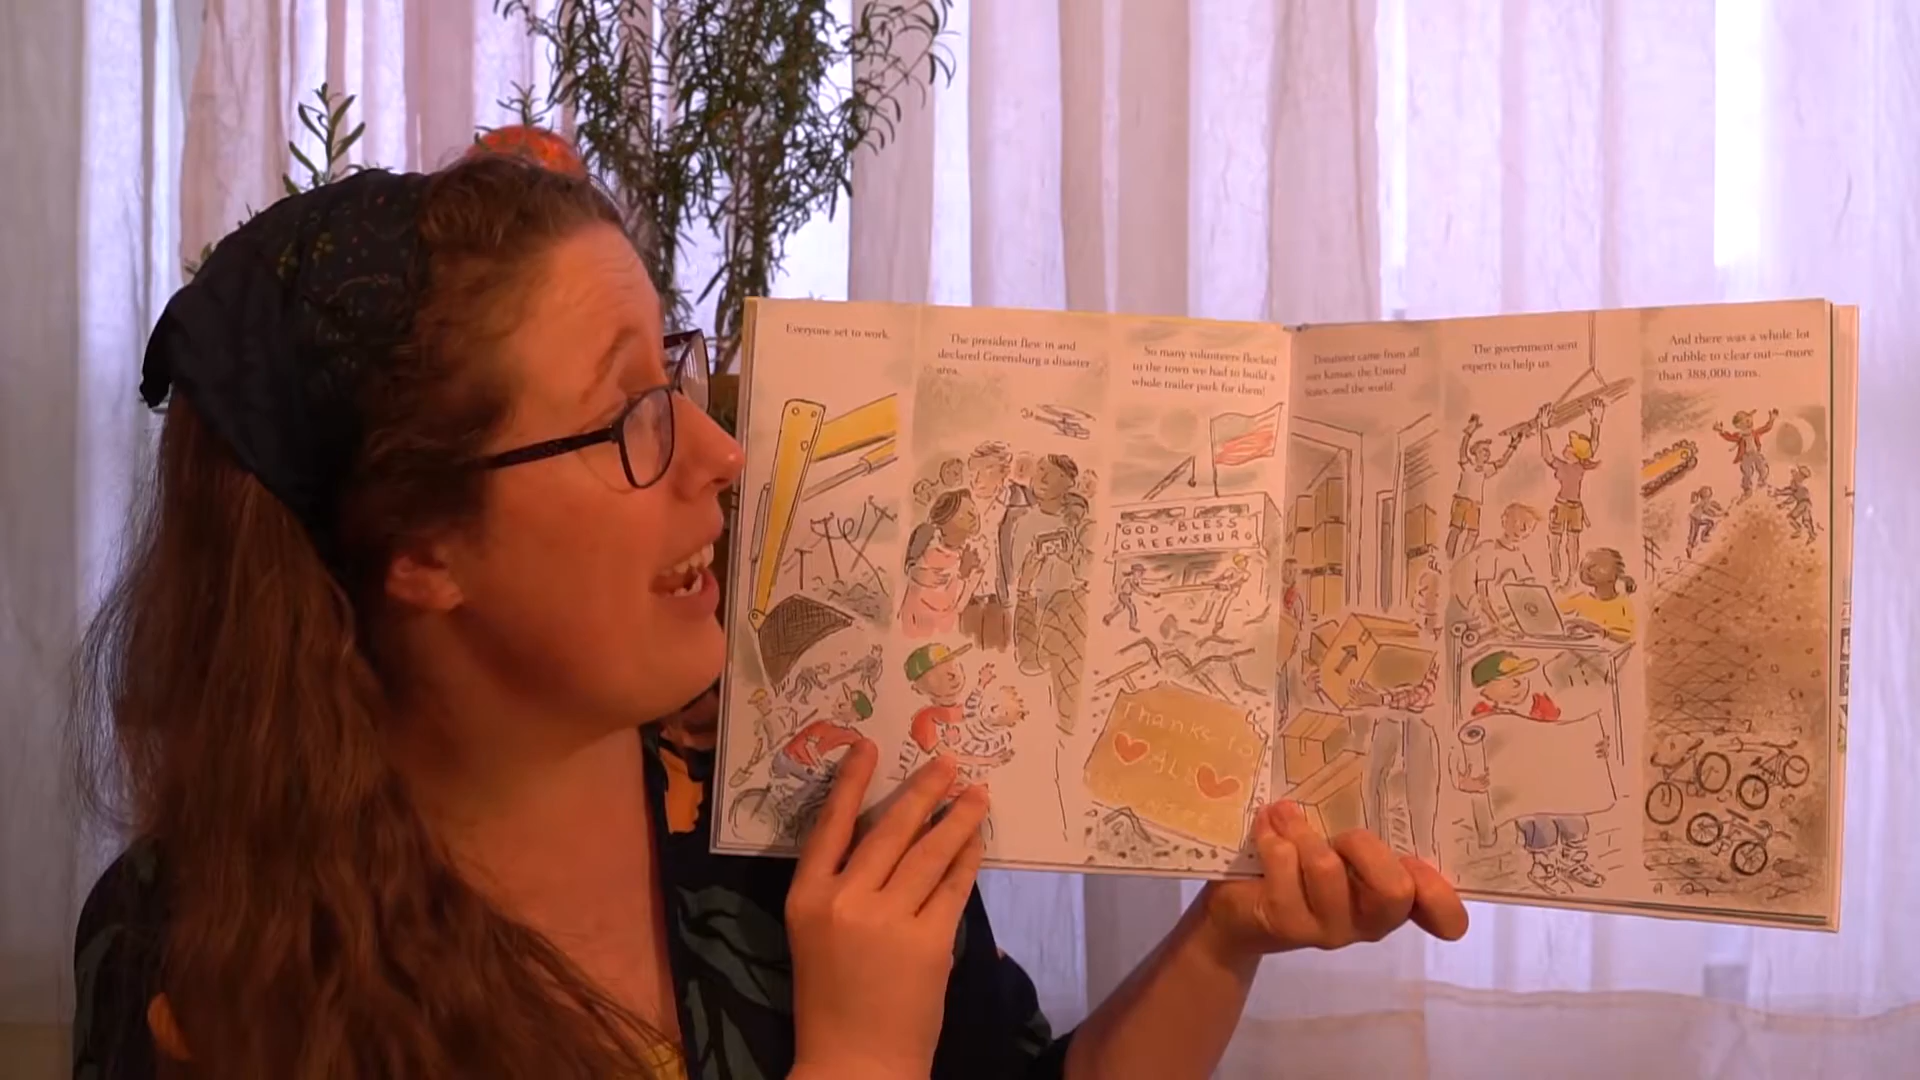 Everyone set to work.
The president flew in and
declared Greensburg a disaster
area.
So many volunteers flocked
to the town we had to build a
whole trailer park for them!
GOD BLESS
GREENSBURG
Thanks to
ALL
Donations came from all
over Kansas, the United
States, and the world.
The government sent
experts to help us.
And there was a whole lot
of rubble to clear out—more
than 388,000 tons.